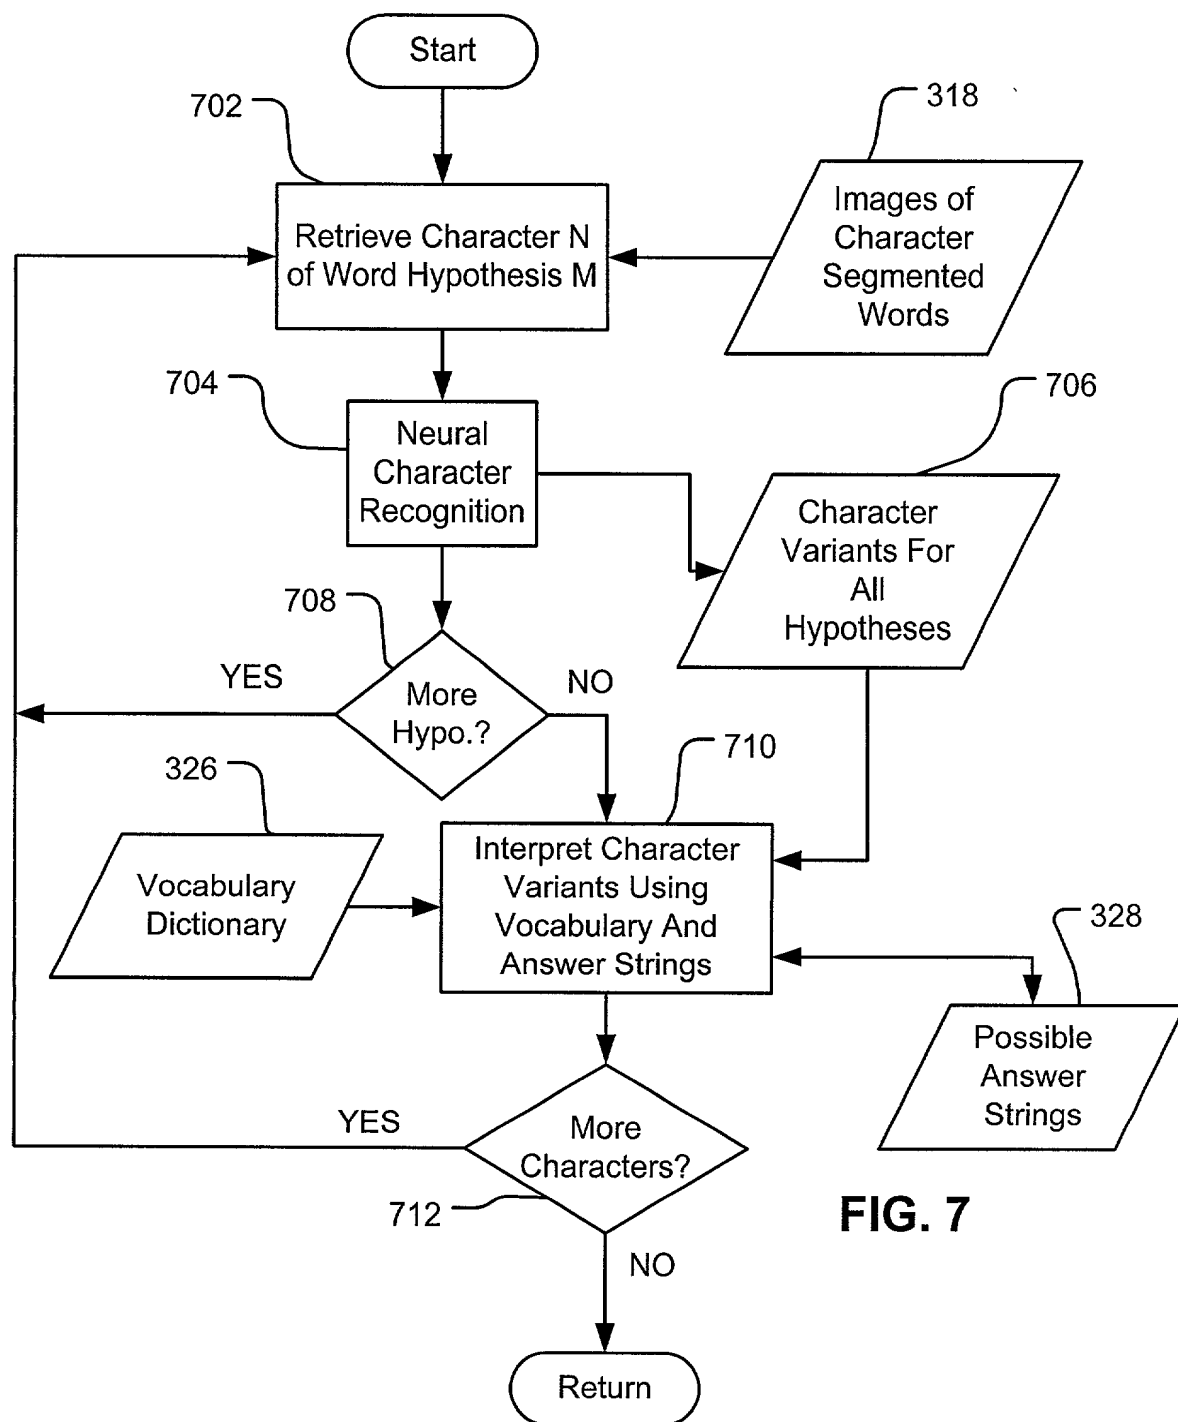 Start
702
318
Retrieve Character N
of Word Hypothesis M
Images of
Character
Segmented
Words
704
706
Neural
Character
Recognition
Character
Variants For
All
Hypotheses
708
YES
NO
More
Hypo.?
710
326
Vocabulary
Dictionary
Interpret Character
Variants Using
Vocabulary And
Answer Strings
328
Possible
Answer
Strings
YES
More
Characters?
712
FIG. 7
NO
Return